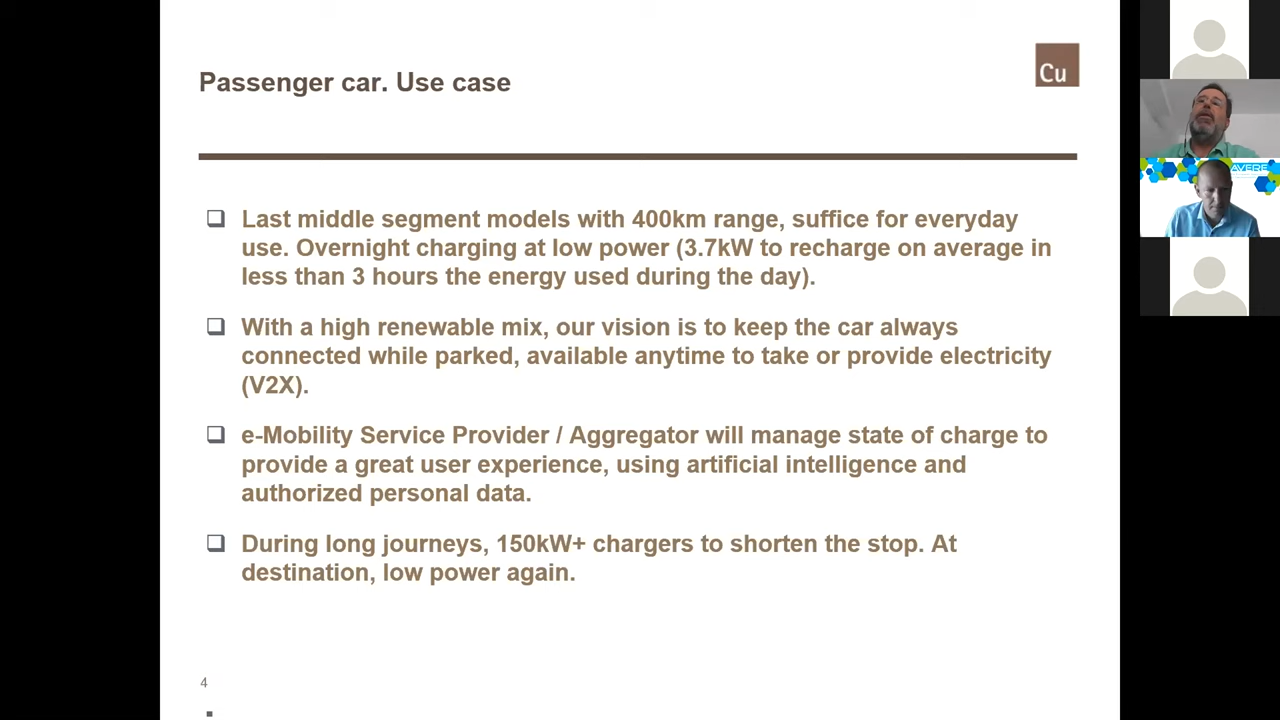 Passenger car. Use case
Cu
AVERE
Last middle segment models with 400km range, suffice for everyday
use. Overnight charging at low power (3.7kW to recharge on average in
less than 3 hours the energy used during the day).
With a high renewable mix, our vision is to keep the car always
connected while parked, available anytime to take or provide electricity
(V2X).
e-Mobility Service Provider / Aggregator will manage state of charge to
provide a great user experience, using artificial intelligence and
authorized personal data.
During long journeys, 150kW+ chargers to shorten the stop. At
destination, low power again.
4